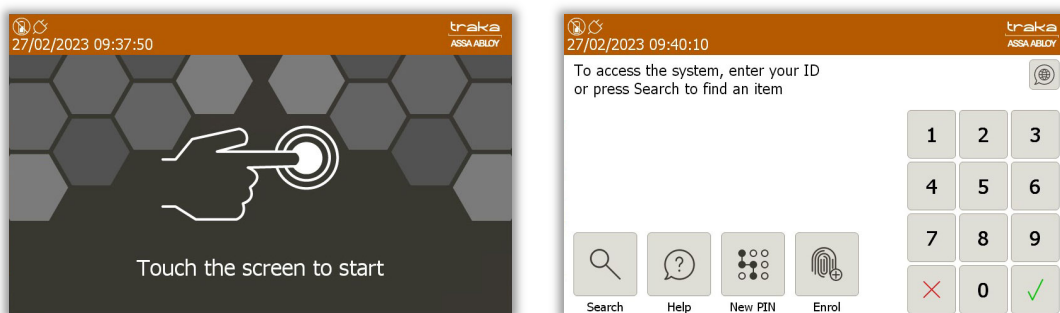 27/02/2023 09:37:50
traka
ASSA ABLOY
Touch the screen to start
27/02/2023 09:40:10
traka
ASSA ABLOY
To access the system, enter your ID
or press Search to find an item
1 2 3
4 5 6
7 8 9
0
Search Help New PIN Enrol